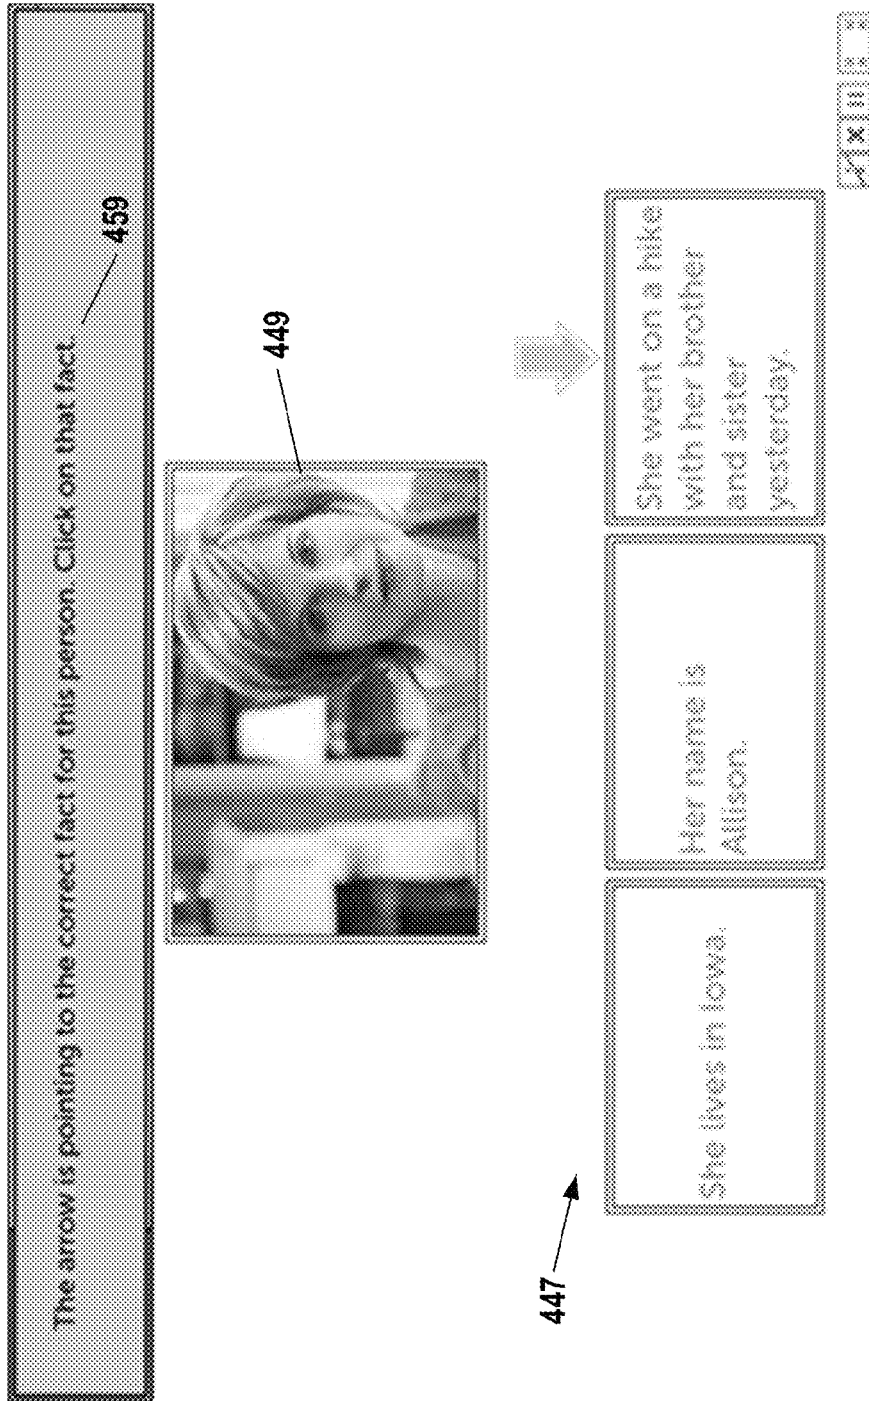 The arrow is pointing to the correct fact for this person. Click on that fact.
459
449
447
She lives in Iowa.
Her name is
Allison.
She went on a hike
with her brother
and sister
yesterday.